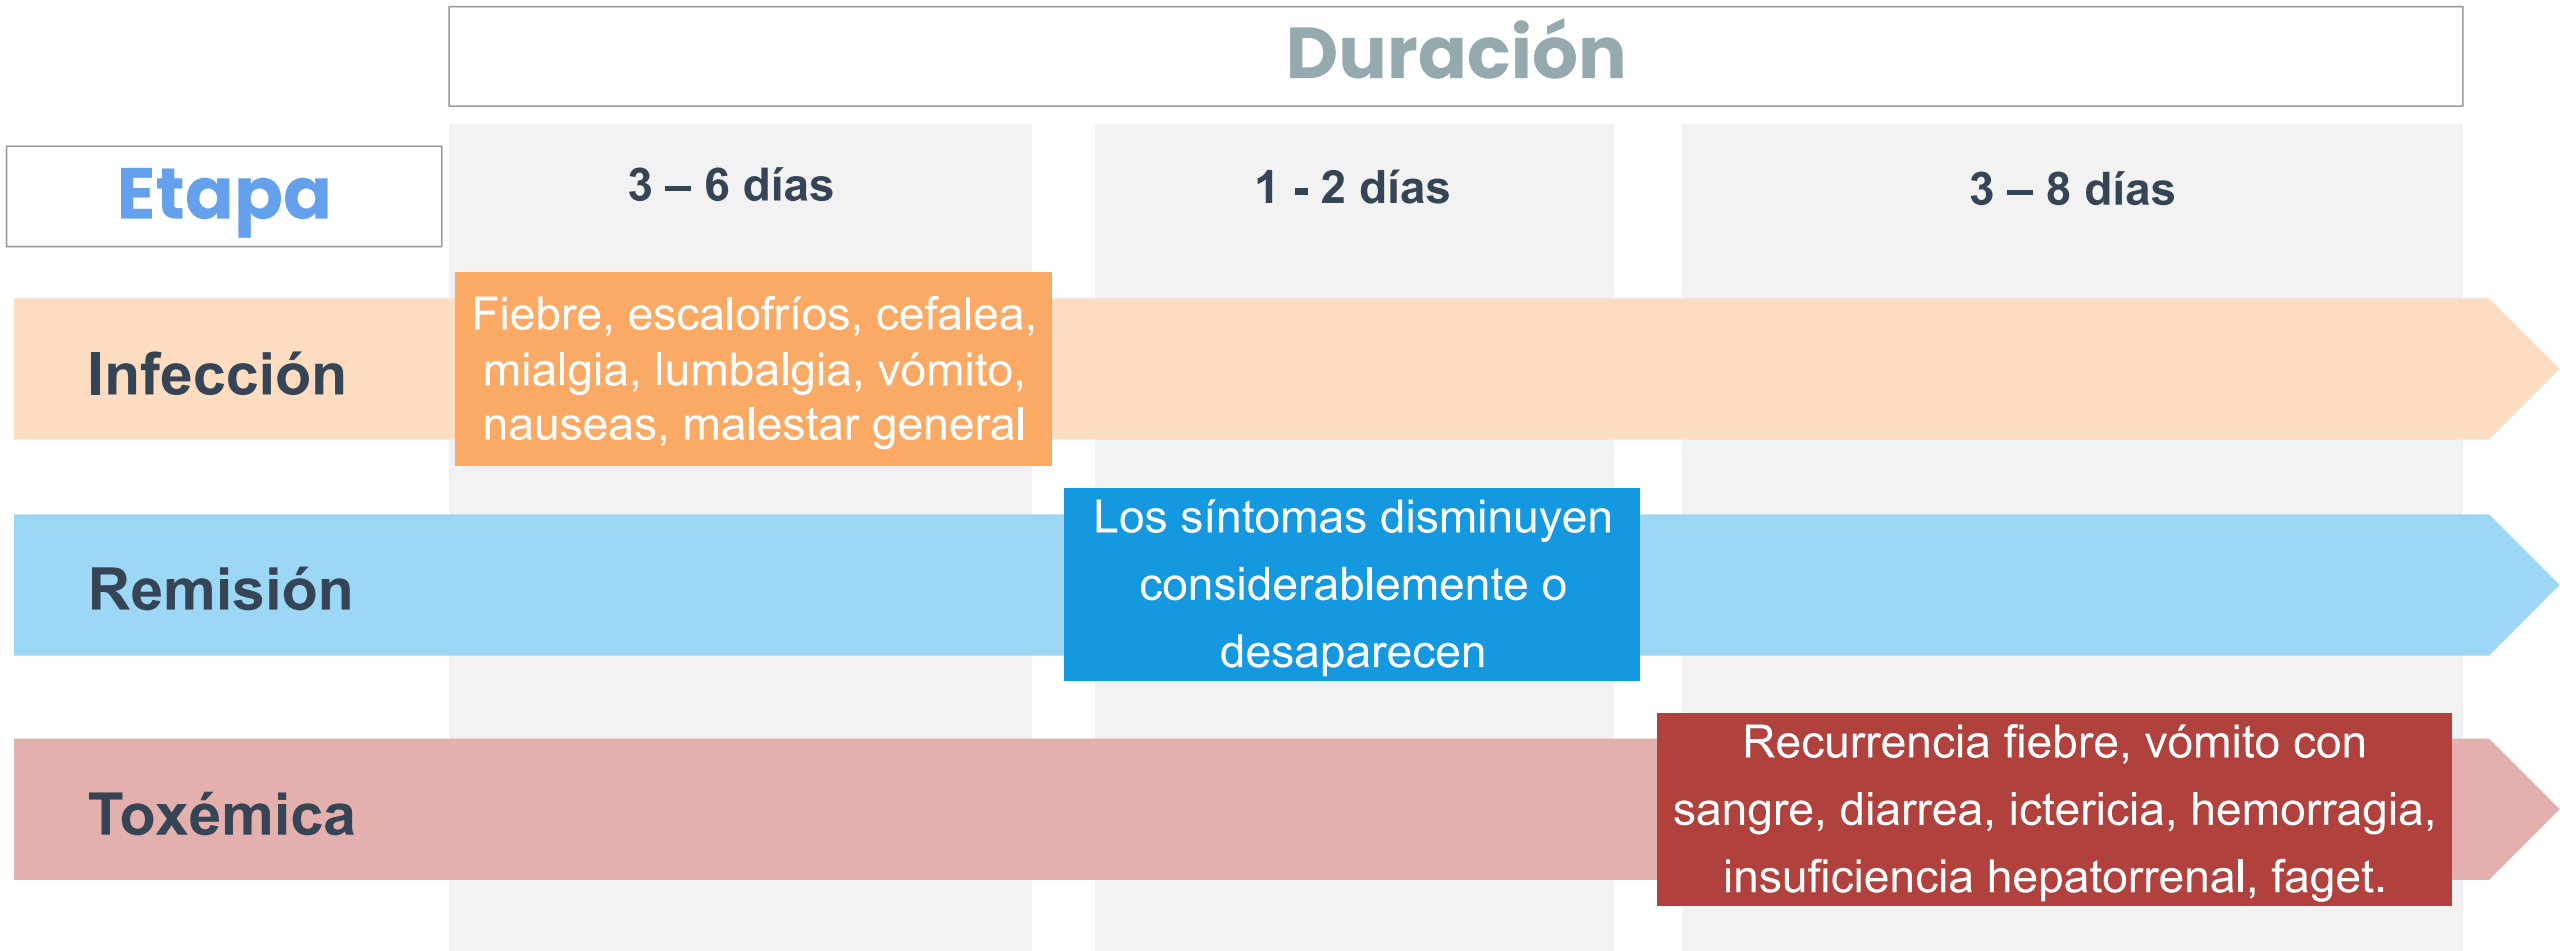 Duración
Etapa
3 – 6 días
1 - 2 días
3 – 8 días
Infección
Fiebre, escalofríos, cefalea,
mialgia, lumbalgia, vómito,
nauseas, malestar general
Remisión
Los síntomas disminuyen
considerablemente o
desaparecen
Toxémica
Recurrencia fiebre, vómito con
sangre, diarrea, ictericia, hemorragia,
insuficiencia hepatorrenal, faget.